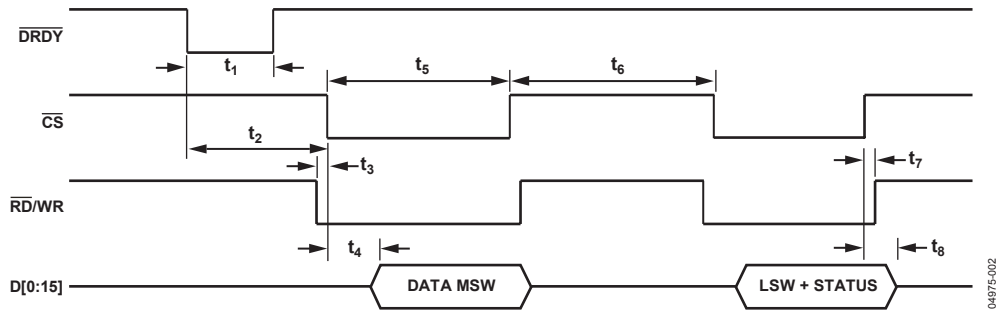 DRDY
t1
t5
t6
CS
t2
t3
t7
RD/WR
t4
t8
D[0:15]
DATA MSW
LSW + STATUS
04975-002